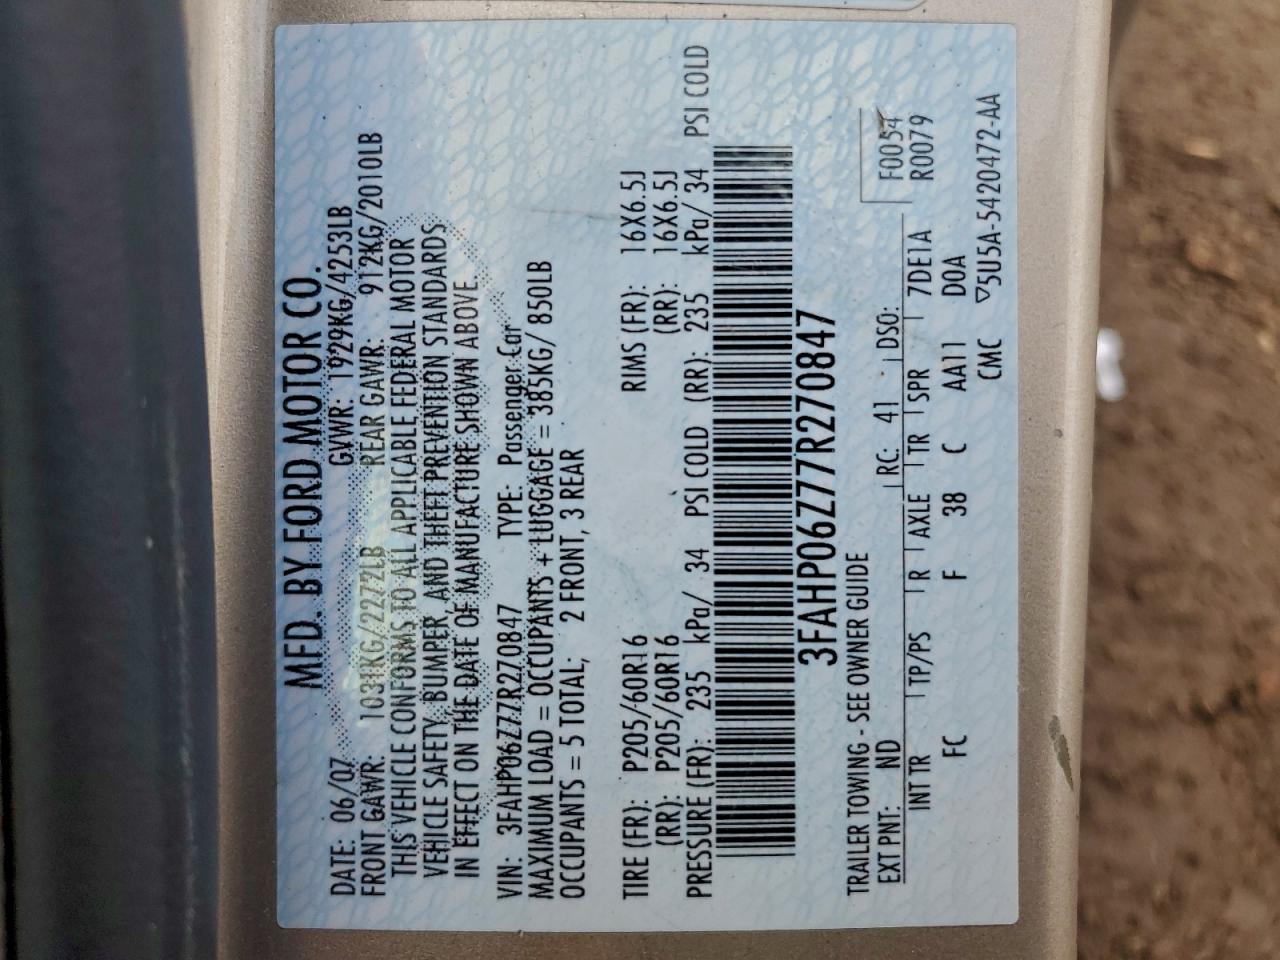 MFD. BY FORD MOTOR CO.
DATE: 06/07 GVWR: 1929KG/4253LB
FRONT GAWR: 1031KG/2272LB REAR GAWR: 912KG/2010LB
THIS VEHICLE CONFORMS TO ALL APPLICABLE FEDERAL MOTOR
VEHICLE SAFETY, BUMPER, AND THEFT PREVENTION STANDARDS
IN EFFECT ON THE DATE OF MANUFACTURE SHOWN ABOVE.
VIN: 3FAHP06Z77R270847 TYPE: Passenger Car
MAXIMUM LOAD = OCCUPANTS + LUGGAGE = 385KG/ 850LB
OCCUPANTS = 5 TOTAL; 2 FRONT, 3 REAR
TIRE (FR): P205/60R16 RIMS (FR): 16X6.5J
(RR): P205/60R16 (RR): 16X6.5J
PRESSURE (FR): 235 kPa/ 34 PSI COLD (RR): 235 kPa/ 34 PSI COLD
3FAHP06Z77R270847
TRAILER TOWING - SEE OWNER GUIDE F0054
EXT PNT: ND RC: 41 DSO: R0079
INT TR TP/PS R AXLE TR SPR 7DE1A
FC F 38 C AA11 DOA
CMC ▽5U5A-5420472-AA